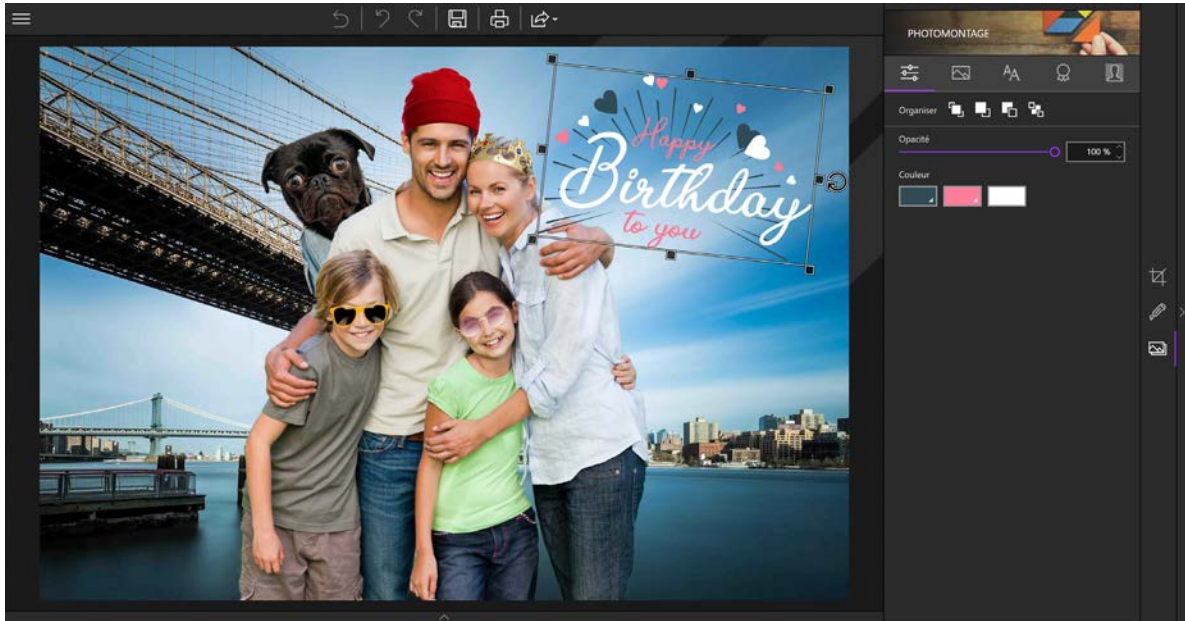 PHOTOMONTAGE
Organiser
Opacité
100 %
Couleur
Happy
Birthday
to you